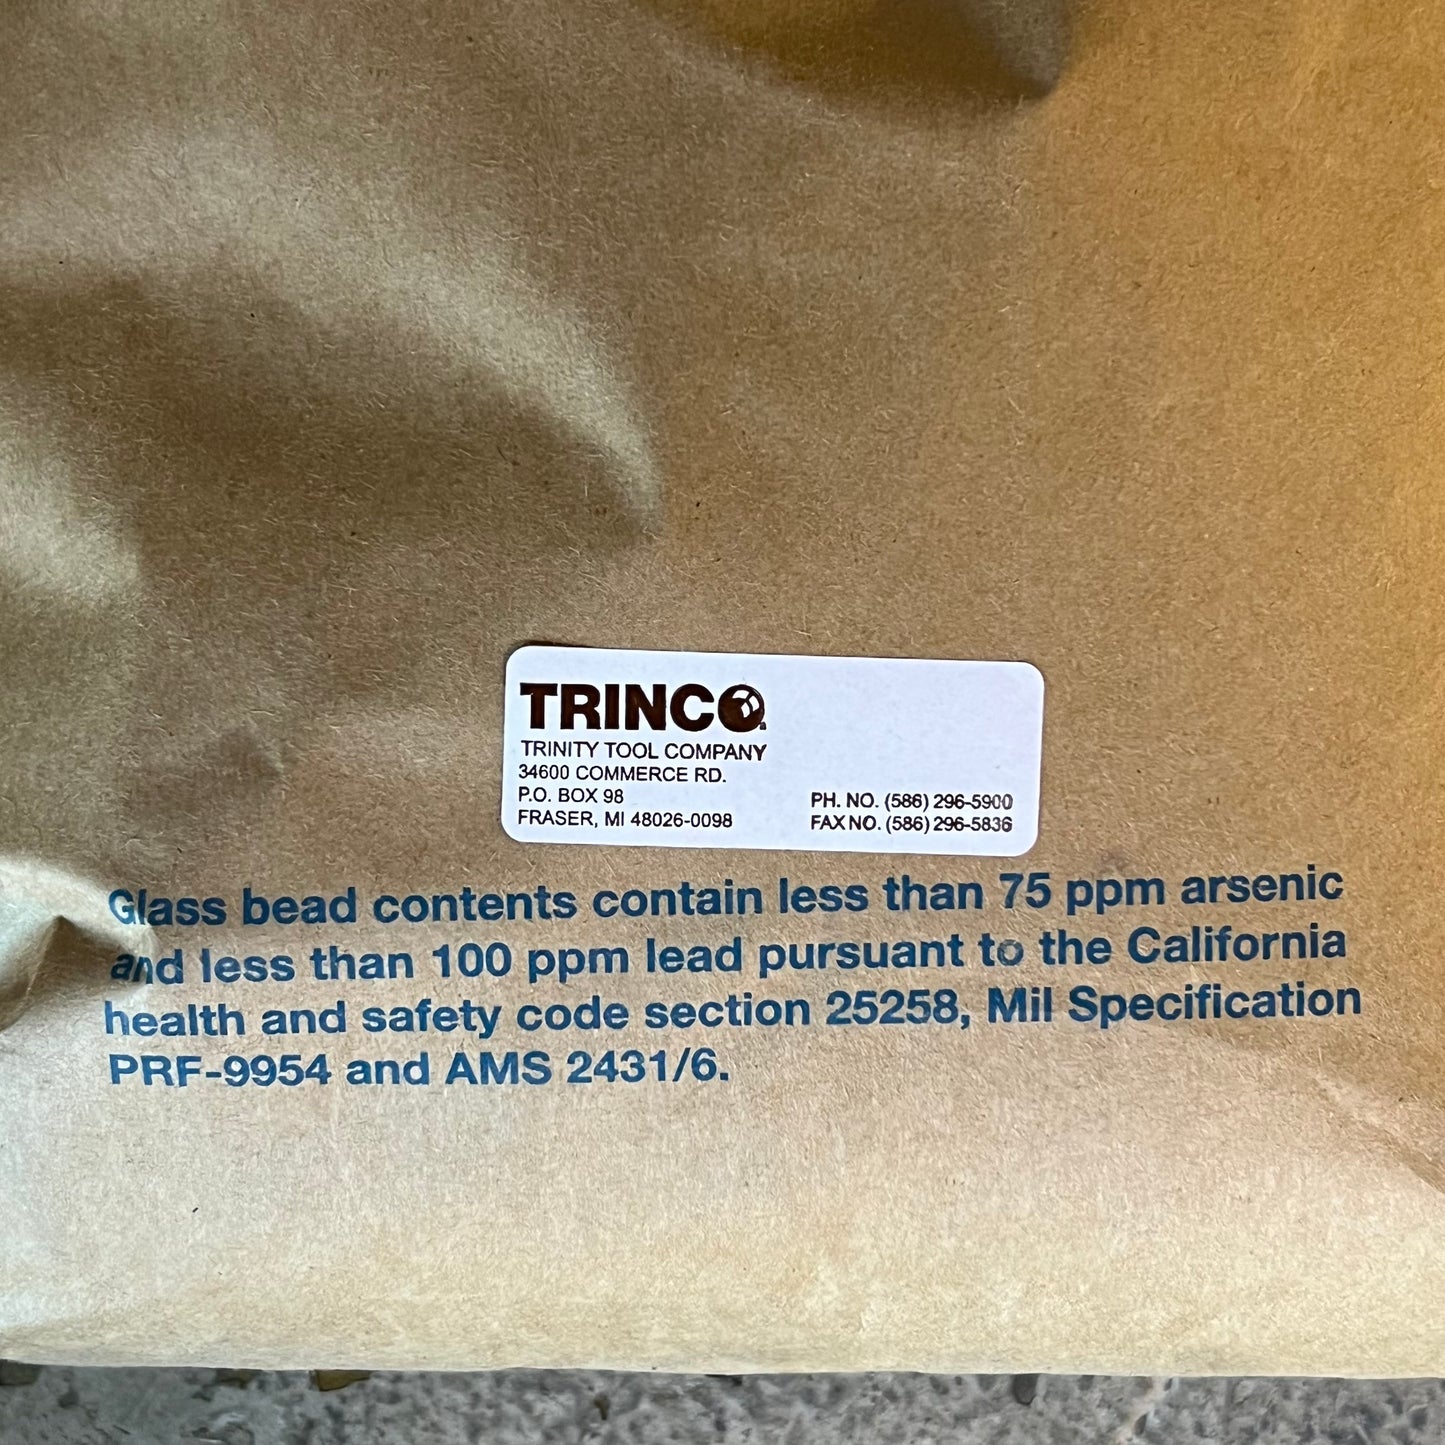 TRINCO
TRINITY TOOL COMPANY
34600 COMMERCE RD.
P.O. BOX 98
FRASER, MI 48026-0098
PH. NO. (586) 296-5900
FAX NO. (586) 296-5836
Glass bead contents contain less than 75 ppm arsenic
and less than 100 ppm lead pursuant to the California
health and safety code section 25258, Mil Specification
PRF-9954 and AMS 2431/6.